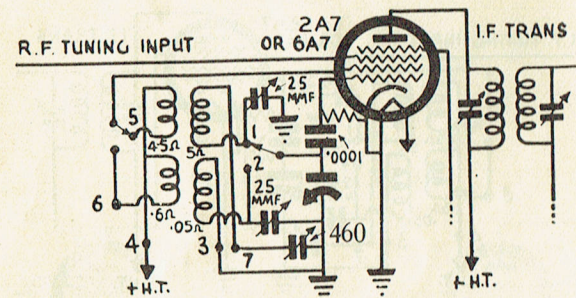 2A7
R.F. TUNING INPUT
OR 6A7
I.F. TRANS
25
MMF
5
1
4.5Ω
5Ω
.0001
2
25
MMF
6
.6Ω
.05Ω
460
4
3
7
+ H.T.
+ H.T.